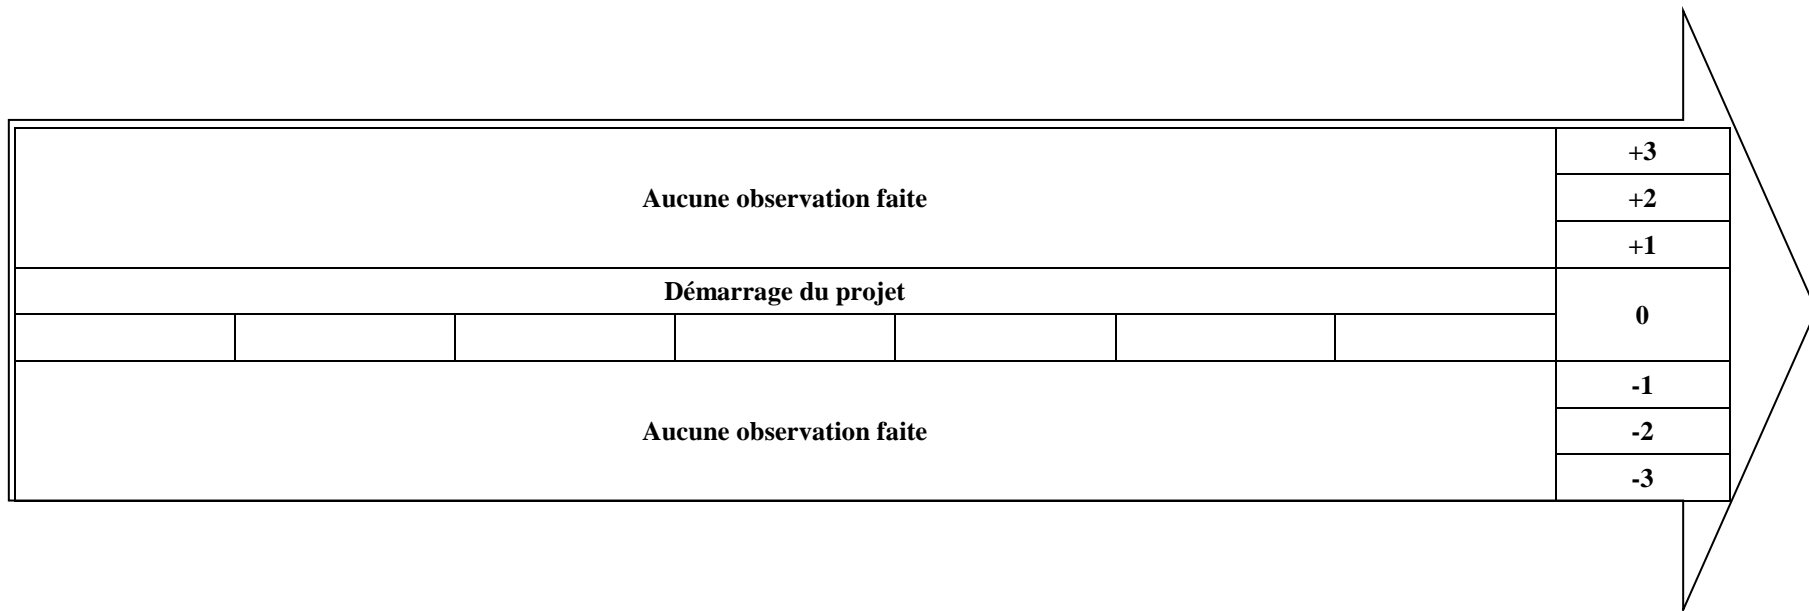 Aucune observation faite
+3
+2
+1
Démarrage du projet
0
Aucune observation faite
-1
-2
-3